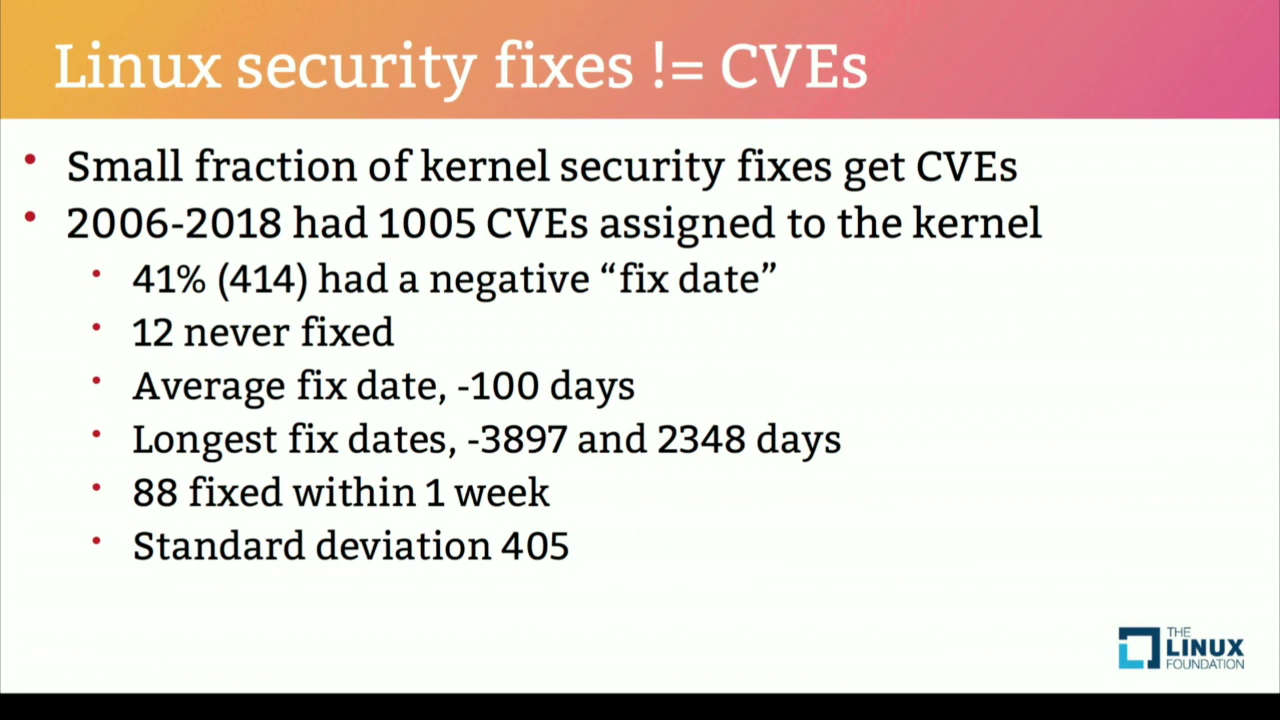 Linux security fixes != CVEs
• Small fraction of kernel security fixes get CVEs
• 2006-2018 had 1005 CVEs assigned to the kernel
• 41% (414) had a negative “fix date”
• 12 never fixed
• Average fix date, -100 days
• Longest fix dates, -3897 and 2348 days
• 88 fixed within 1 week
• Standard deviation 405
THE
LINUX
FOUNDATION